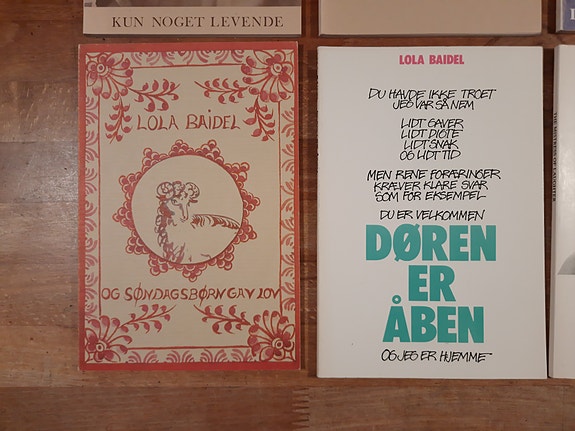 KUN NOGET LEVENDE
LOLA BAIDEL
OG SØNDAGSBØRN GAV LOV
LOLA BAIDEL
DU HAVDE IKKE TROET
JEG VAR SÅ NEM
LIDT GAVER
LIDT DIGTE
LIDT SNAK
OG LIDT TID
MEN RENE FORÆRINGER
KRÆVER KLARE SVAR
SOM FOR EKSEMPEL
DU ER VELKOMMEN
DØREN
ER
ÅBEN
OG JEG ER HJEMME